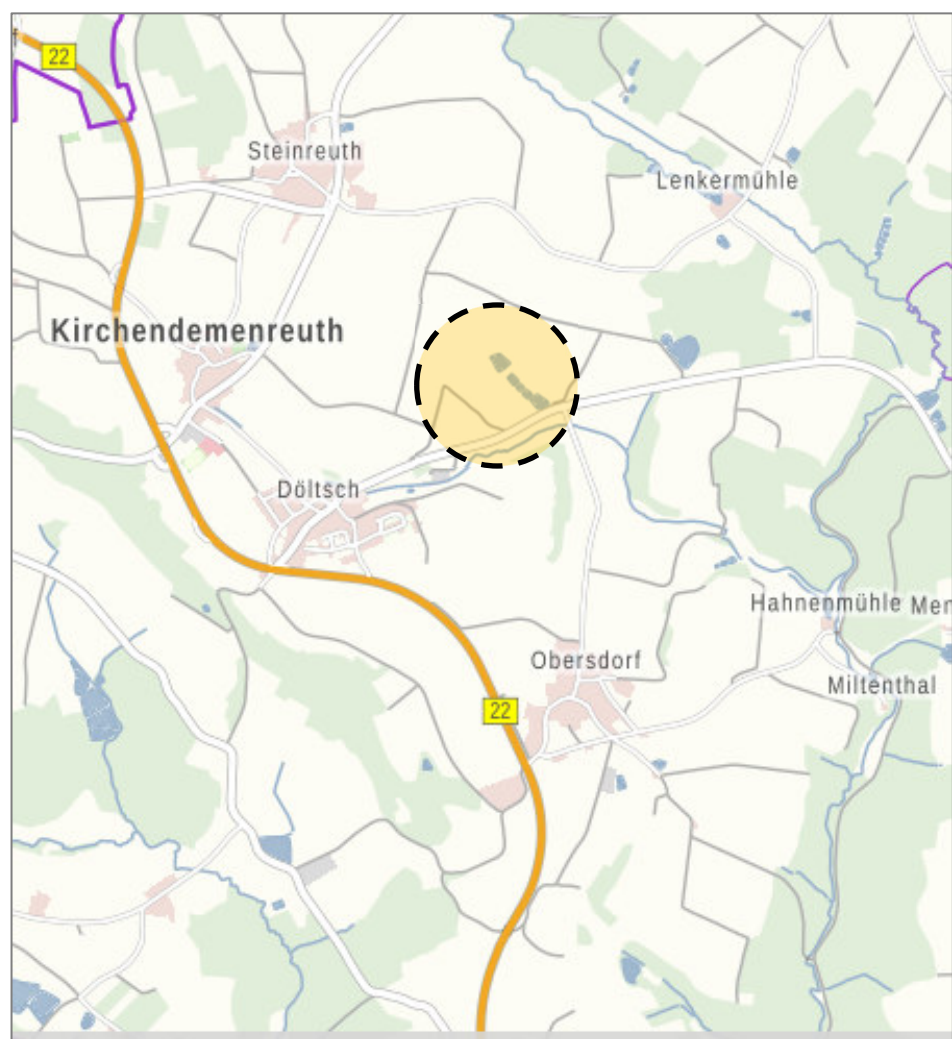 22
Steinreuth
Lenkermühle
Kirchendemenreuth
Döltsch
Hahnenmühle
Obersdorf
Miltenthal
22